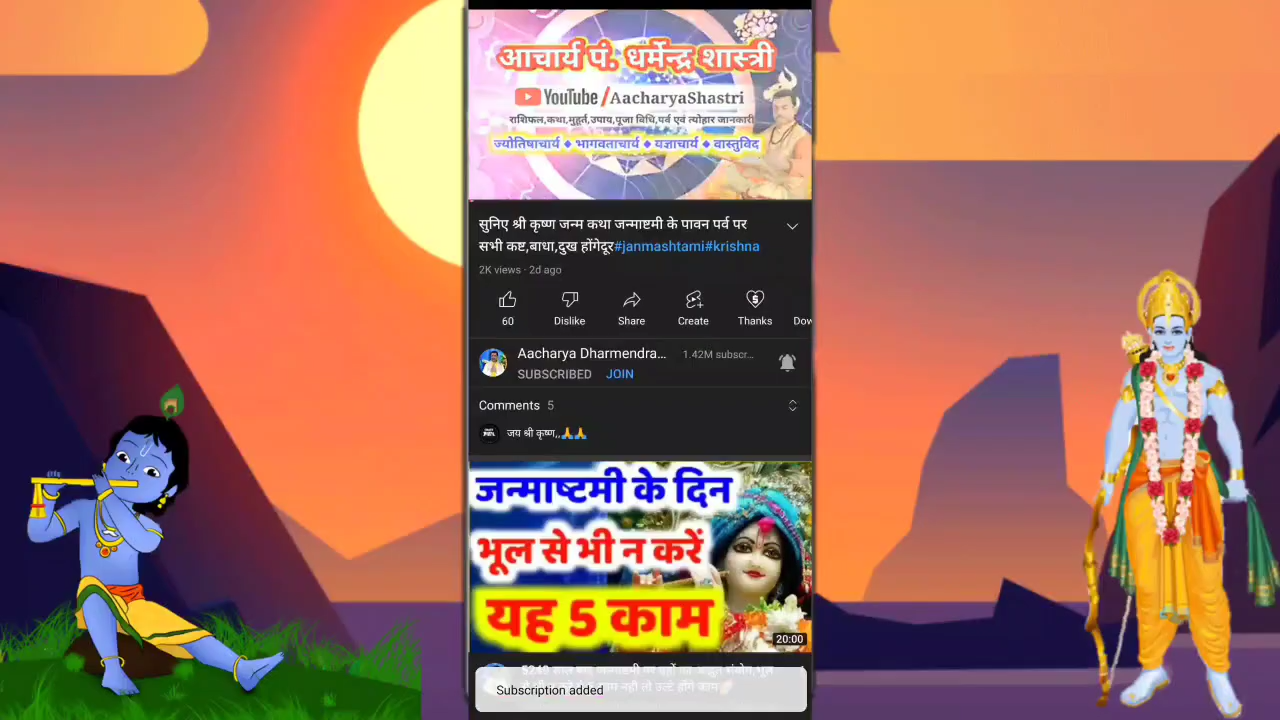 आचार्य पं. धर्मेन्द्र शास्त्री
YouTube /AacharyaShastri
राशिफल,कथा,मुहूर्त,उपाय,पूजा विधि,पर्व एवं त्योहार जानकारी
ज्योतिषाचार्य ◆ भागवताचार्य ◆ यज्ञाचार्य ◆ वास्तुविद
सुनिए श्री कृष्ण जन्म कथा जन्माष्टमी के पावन पर्व पर
सभी कष्ट,बाधा,दुख होंगेदूर#janmashtami#krishna
2K views · 2d ago
60 Dislike Share Create Thanks Dow
Aacharya Dharmendra... 1.42M subscr...
SUBSCRIBED JOIN
Comments 5
जय श्री कृष्ण,,🙏🙏
जन्माष्टमी के दिन
भूल से भी न करें
यह 5 काम
20:00
Subscription added